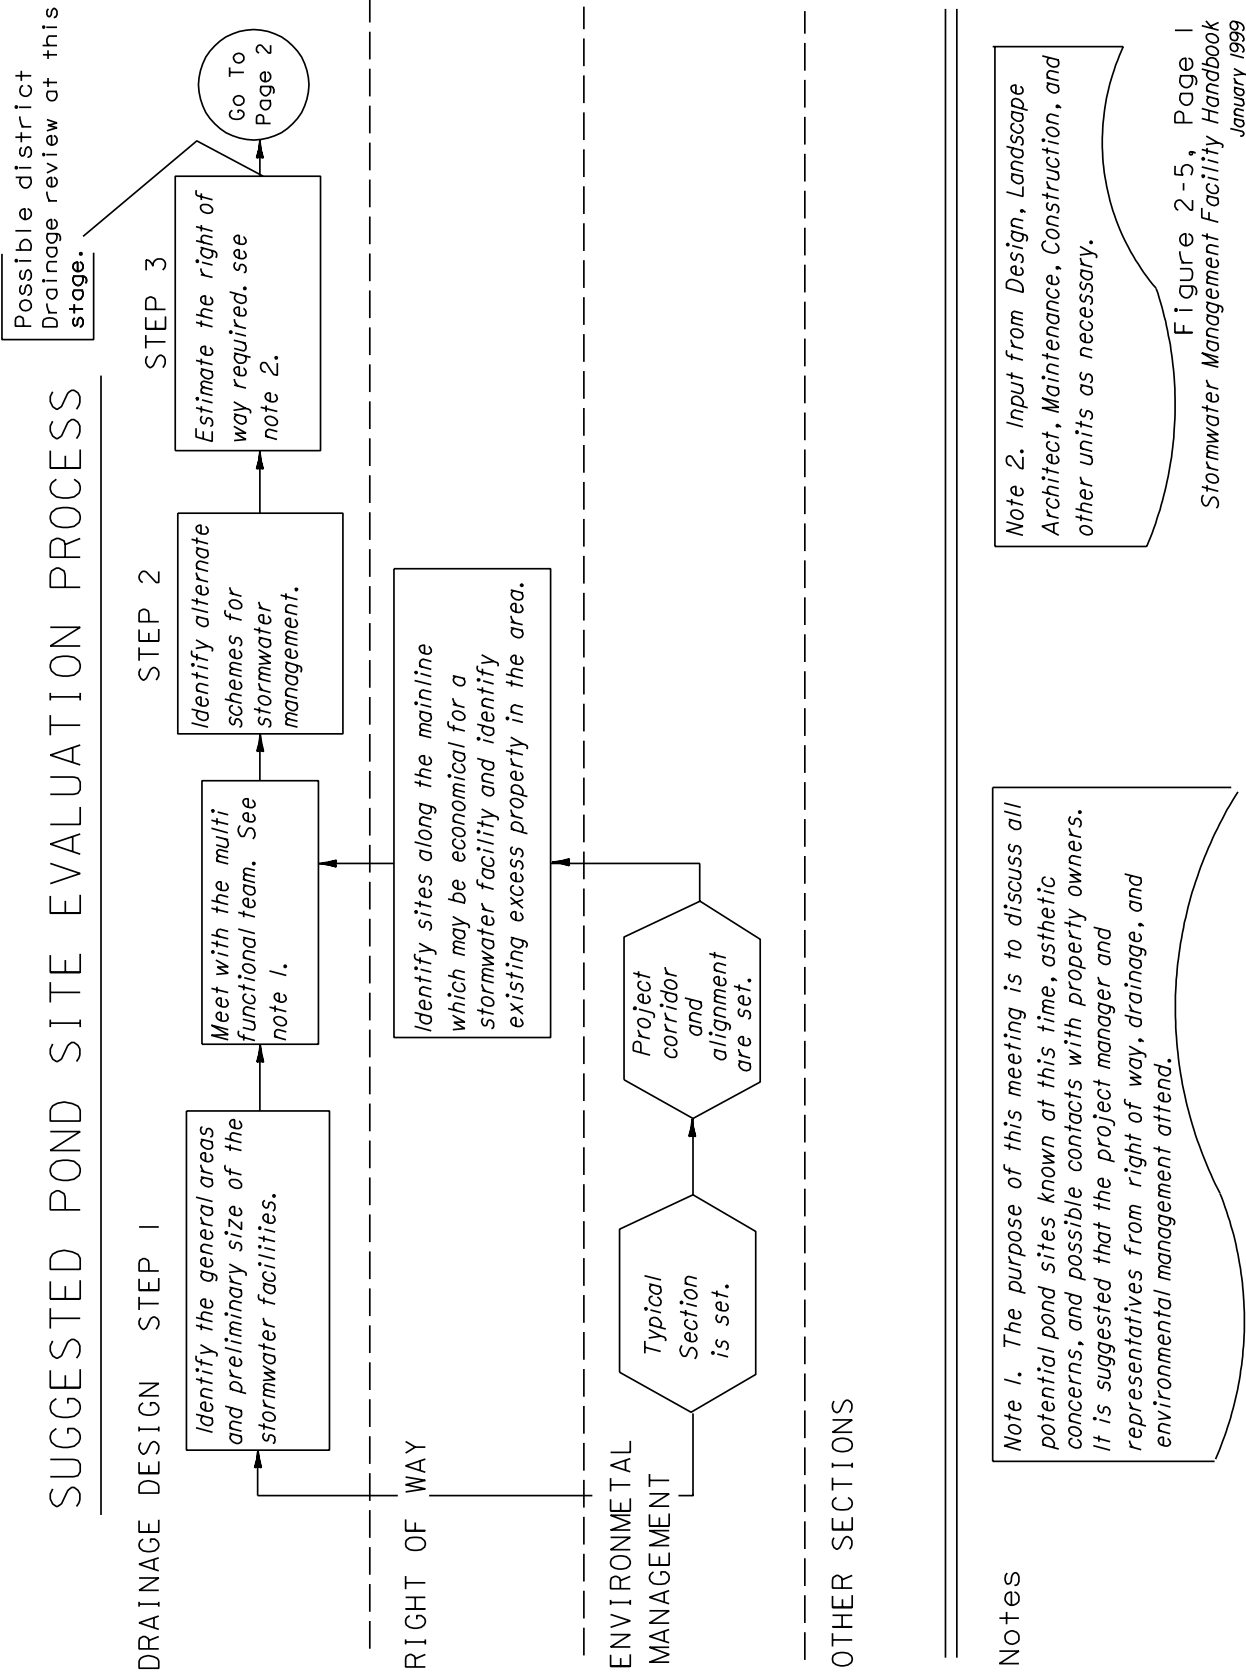 SUGGESTED POND SITE EVALUATION PROCESS
Possible district
Drainage review at this
stage.
DRAINAGE DESIGN STEP 1
STEP 2
STEP 3
Identify the general areas
and preliminary size of the
stormwater facilities.
Meet with the multi
functional team. See
note 1.
Identify alternate
schemes for
stormwater
management.
Estimate the right of
way required. see
note 2.
Go To
Page 2
RIGHT OF WAY
Identify sites along the mainline
which may be economical for a
stormwater facility and identify
existing excess property in the area.
ENVIRONMETAL
MANAGEMENT
Typical
Section
is set.
Project
corridor
and
alignment
are set.
OTHER SECTIONS
Notes
Note 1. The purpose of this meeting is to discuss all
potential pond sites known at this time, asthetic
concerns, and possible contacts with property owners.
It is suggested that the project manager and
representatives from right of way, drainage, and
environmental management attend.
Note 2. Input from Design, Landscape
Architect, Maintenance, Construction, and
other units as necessary.
Figure 2-5, Page 1
Stormwater Management Facility Handbook
January 1999